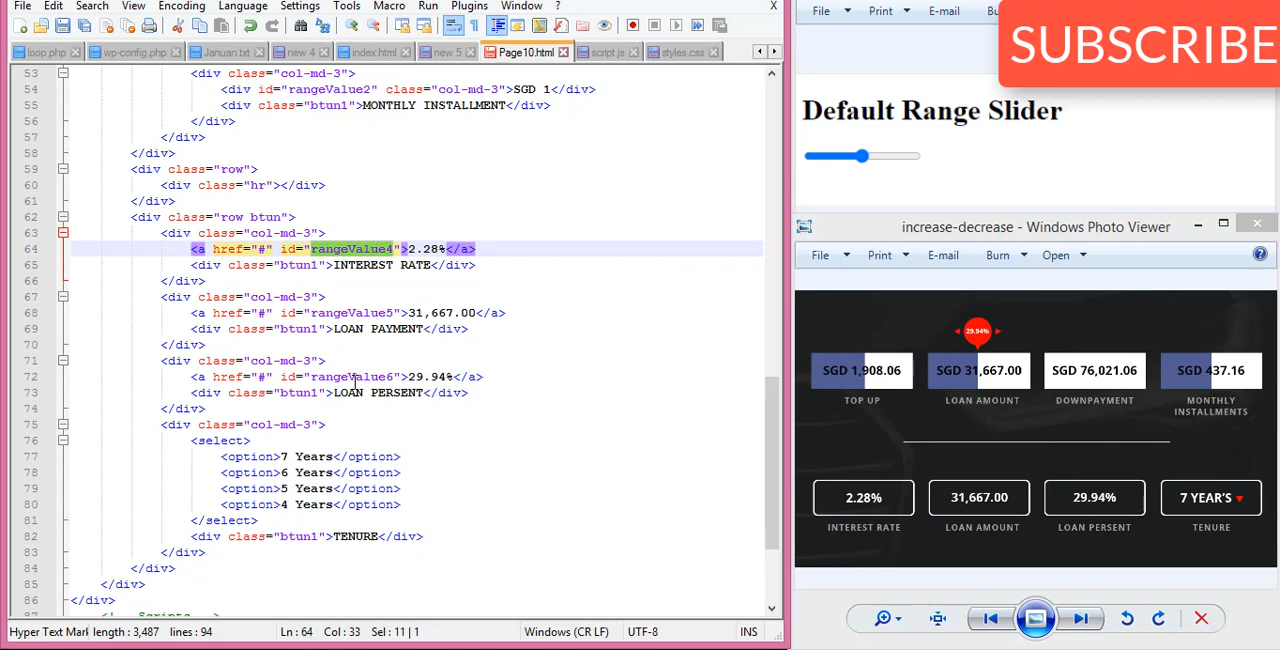 File Edit Search View Encoding Language Settings Tools Macro Run Plugins Window ? X
loop.php wp-config.php Januan.txt new 4 index.html new 5 Page10.html script.js styles.css
53 <div class="col-md-3">
54 <div id="rangeValue2" class="col-md-3">SGD 1</div>
55 <div class="btun1">MONTHLY INSTALLMENT</div>
56 </div>
57 </div>
58 </div>
59 <div class="row">
60 <div class="hr"></div>
61 </div>
62 <div class="row btun">
63 <div class="col-md-3">
64 <a href="#" id="rangeValue4">2.28%</a>
65 <div class="btun1">INTEREST RATE</div>
66 </div>
67 <div class="col-md-3">
68 <a href="#" id="rangeValue5">31,667.00</a>
69 <div class="btun1">LOAN PAYMENT</div>
70 </div>
71 <div class="col-md-3">
72 <a href="#" id="rangeValue6">29.94%</a>
73 <div class="btun1">LOAN PERSENT</div>
74 </div>
75 <div class="col-md-3">
76 <select>
77 <option>7 Years</option>
78 <option>6 Years</option>
79 <option>5 Years</option>
80 <option>4 Years</option>
81 </select>
82 <div class="btun1">TENURE</div>
83 </div>
84 </div>
85 </div>
86 </div>
Hyper Text Mark length : 3,487 lines : 94 Ln : 64 Col : 33 Sel : 11 | 1 Windows (CR LF) UTF-8 INS
File Print E-mail
SUBSCRIBE
Default Range Slider
increase-decrease - Windows Photo Viewer
File Print E-mail Burn Open
29.94%
SGD 1,908.06 SGD 31,667.00 SGD 76,021.06 SGD 437.16
TOP UP LOAN AMOUNT DOWNPAYMENT MONTHLY
INSTALLMENTS
2.28% 31,667.00 29.94% 7 YEAR'S
INTEREST RATE LOAN AMOUNT LOAN PERSENT TENURE